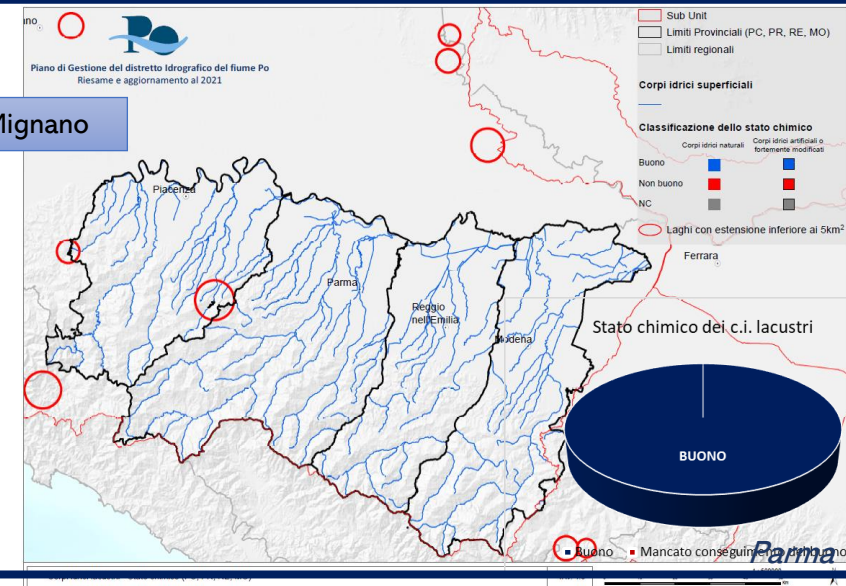 no
Piano di Gestione del distretto Idrografico del fiume Po
Riesame e aggiornamento al 2021
Mignano
Sub Unit
Limiti Provinciali (PC, PR, RE, MO)
Limiti regionali
Corpi idrici superficiali
Classificazione dello stato chimico
Corpi idrici naturali
Corpi idrici artificiali o
fortemente modificati
Buono
Non buono
NC
Laghi con estensione inferiore ai 5km²
Piacenza
Parma
Reggio
nell'Emilia
Modena
Ferrara
Stato chimico dei c.i. lacustri
BUONO
Buono
Mancato conseguimento del buono
Parma